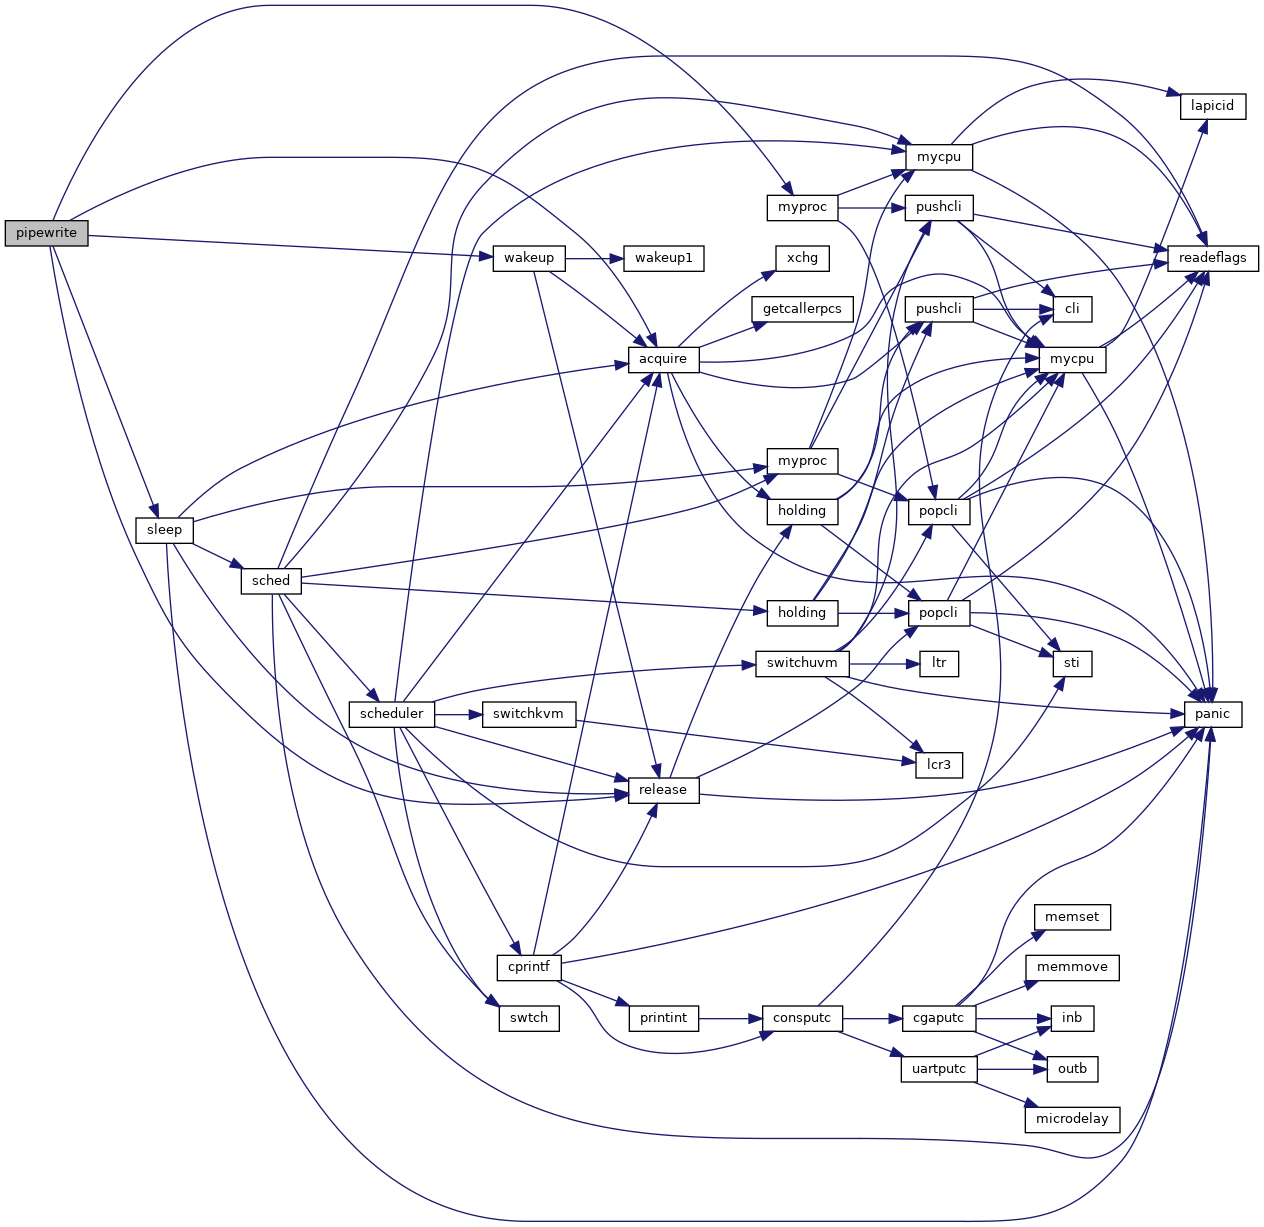 pipewrite
sleep
sched
scheduler
wakeup
switchkvm
cprintf
swtch
wakeup1
acquire
release
printint
myproc
xchg
getcallerpcs
myproc
holding
holding
switchuvm
consputc
mycpu
pushcli
pushcli
popcli
popcli
ltr
lcr3
cgaputc
uartputc
cli
mycpu
sti
memset
memmove
inb
outb
microdelay
lapicid
readeflags
panic